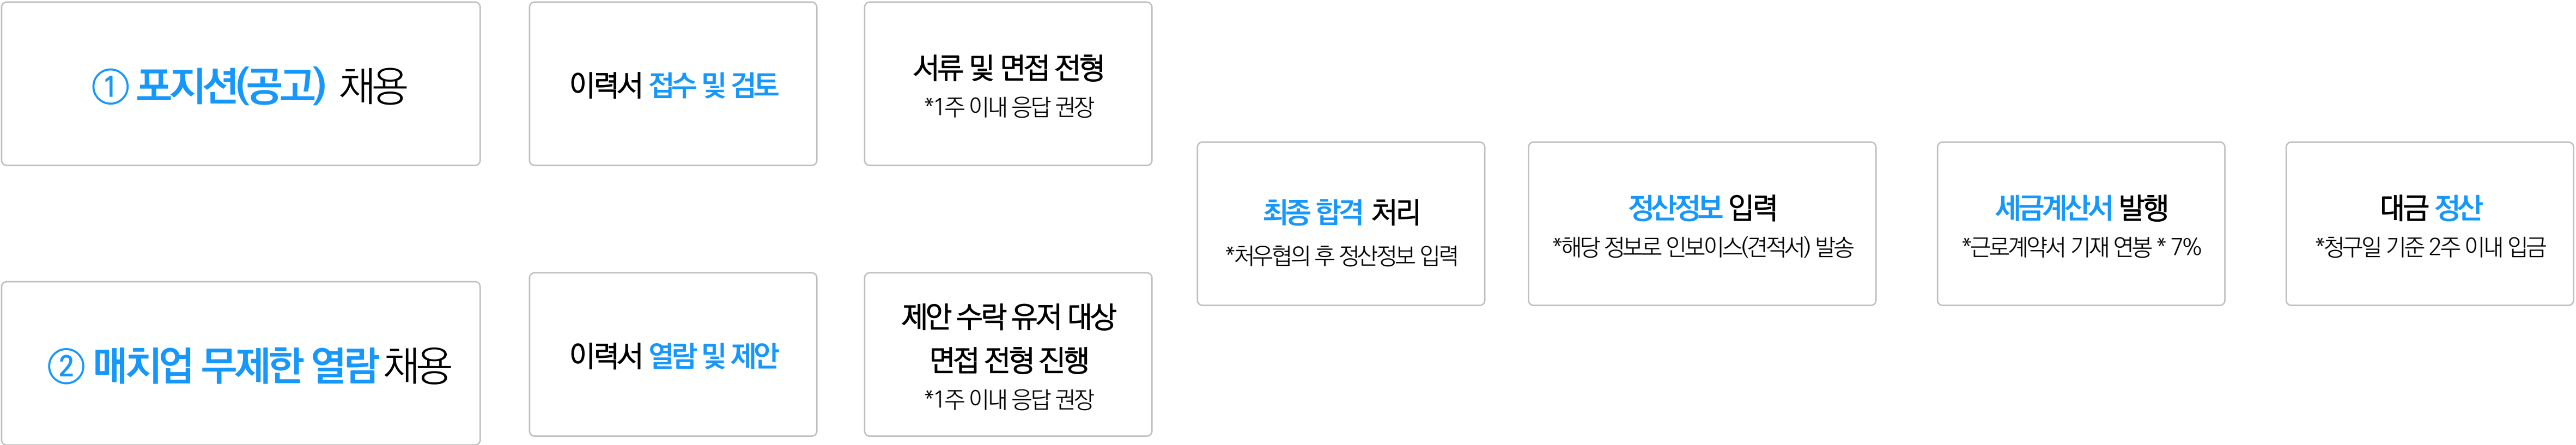 ① 포지션(공고) 채용
이력서 접수 및 검토
서류 및 면접 전형
*1주 이내 응답 권장
② 매치업 무제한 열람 채용
이력서 열람 및 제안
제안 수락 유저 대상
면접 전형 진행
*1주 이내 응답 권장
최종 합격 처리
*처우협의 후 정산정보 입력
정산정보 입력
*해당 정보로 인보이스(견적서) 발송
세금계산서 발행
*근로계약서 기재 연봉 * 7%
대금 정산
*청구일 기준 2주 이내 입금